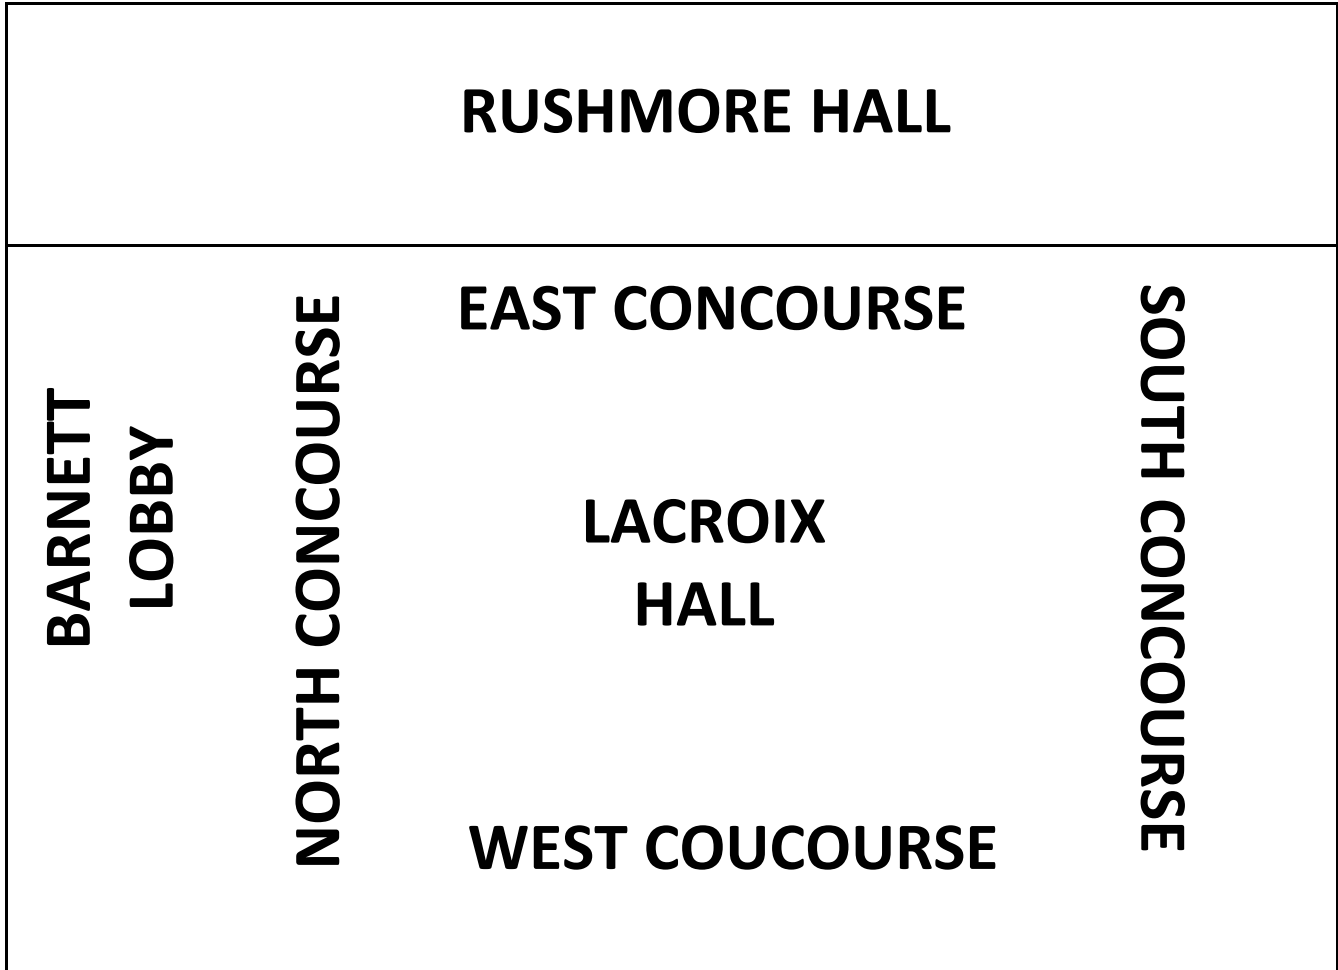 RUSHMORE HALL
EAST CONCOURSE
BARNETT
LOBBY
NORTH CONCOURSE
LACROIX
HALL
SOUTH CONCOURSE
WEST COUCOURSE